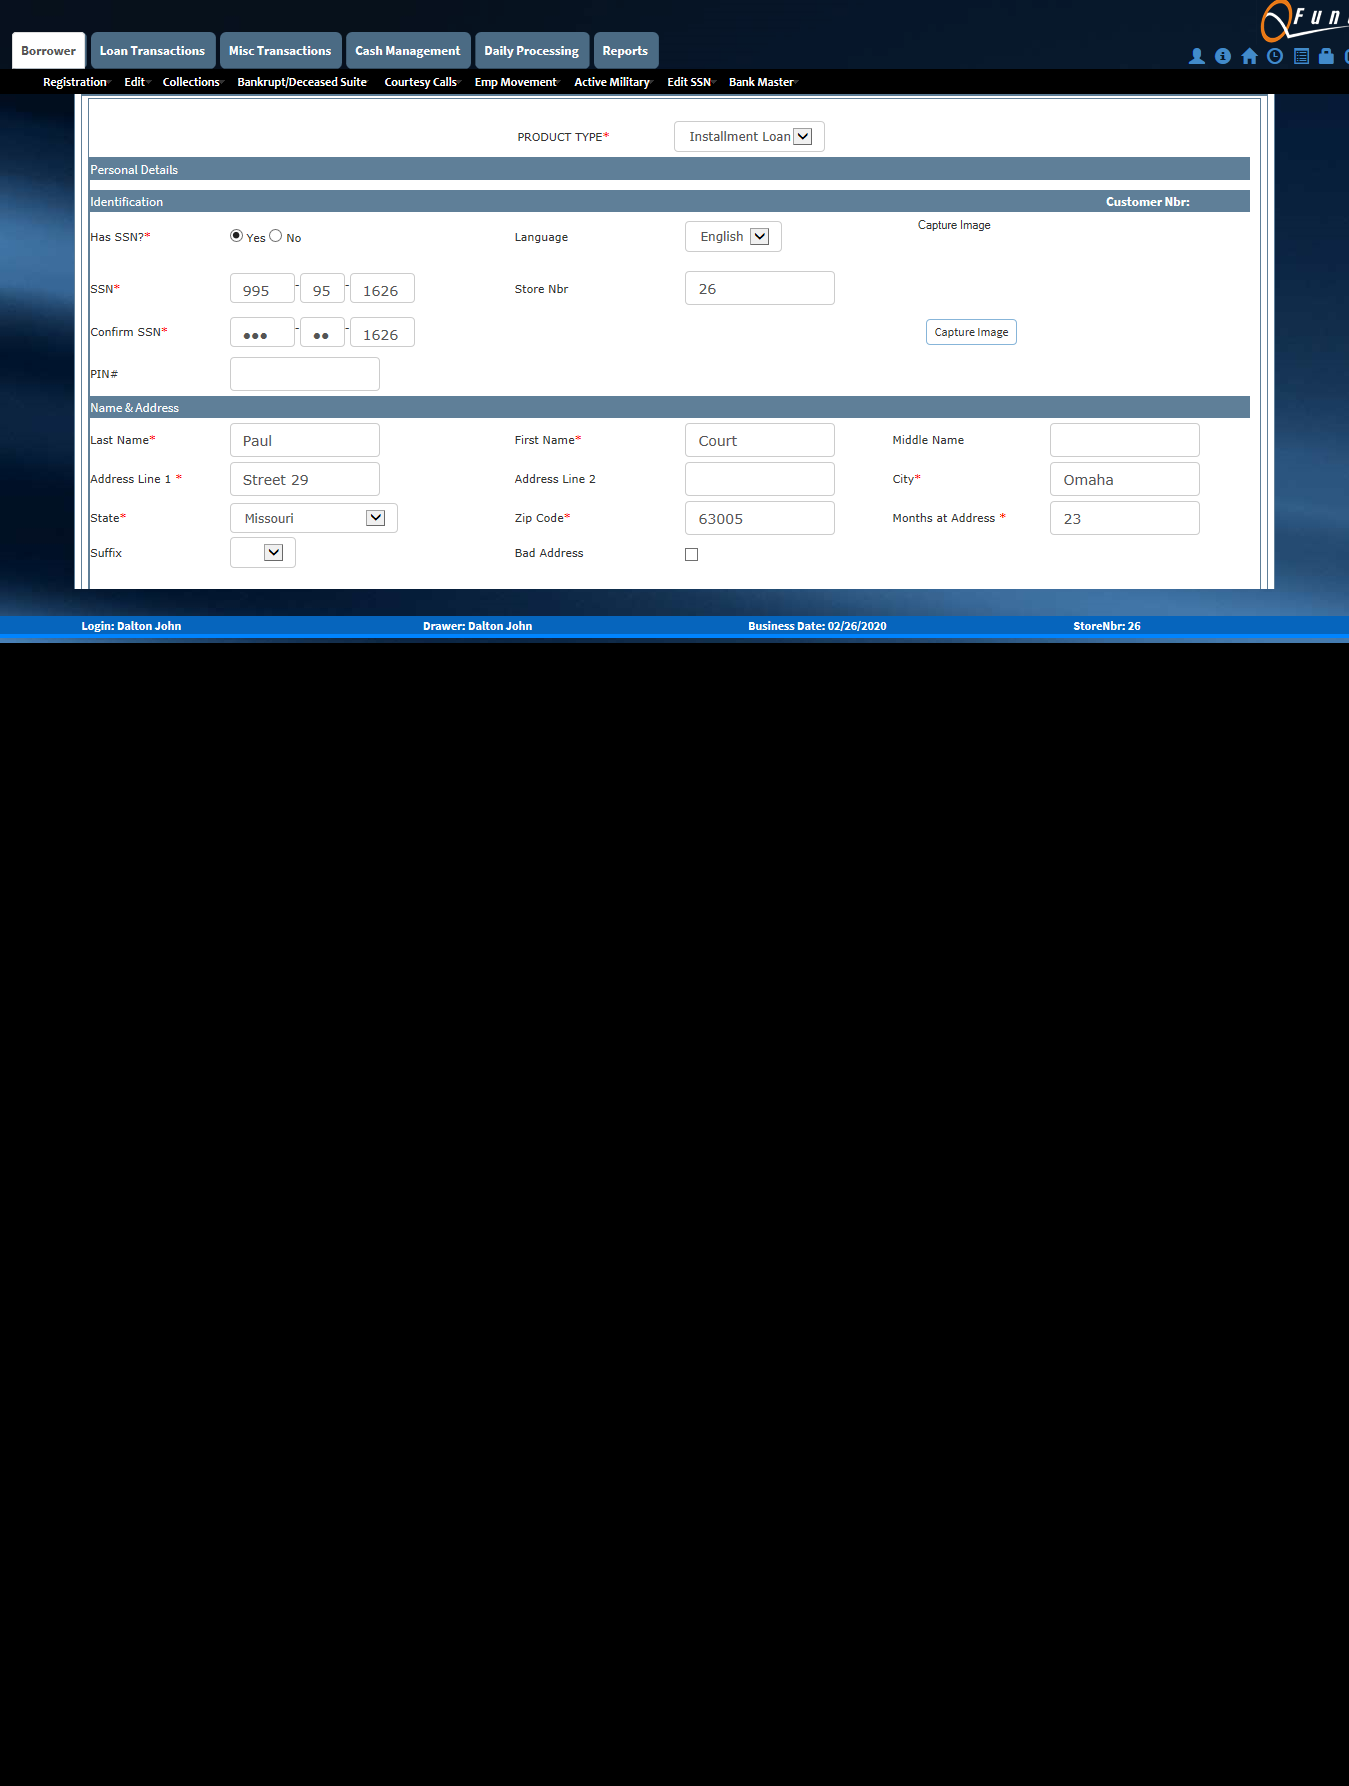 Fun
Borrower Loan Transactions Misc Transactions Cash Management Daily Processing Reports
Registration Edit Collections Bankrupt/Deceased Suite Courtesy Calls Emp Movement Active Military Edit SSN Bank Master
PRODUCT TYPE* Installment Loan
Personal Details
Identification Customer Nbr:
Has SSN?* Yes No Language English Capture Image
SSN* 995 - 95 - 1626 Store Nbr 26
Confirm SSN* ●●● - ●● - 1626 Capture Image
PIN#
Name & Address
Last Name* Paul First Name* Court Middle Name
Address Line 1 * Street 29 Address Line 2 City* Omaha
State* Missouri Zip Code* 63005 Months at Address * 23
Suffix Bad Address
Login: Dalton John Drawer: Dalton John Business Date: 02/26/2020 StoreNbr: 26